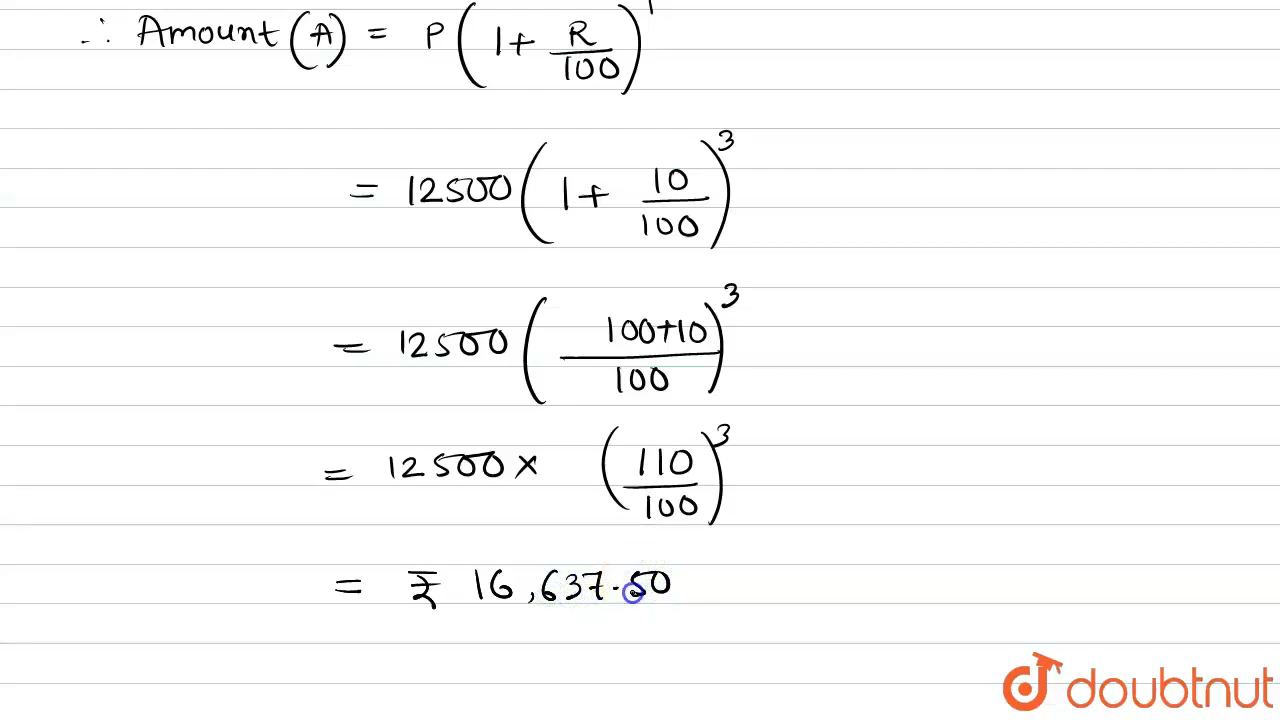 ∴ Amount (A) = P(1 + R/100)
= 12500(1 + 10/100)³
= 12500(100+10/100)³
= 12500 × (110/100)³
= ₹ 16,637.50
doubtnut